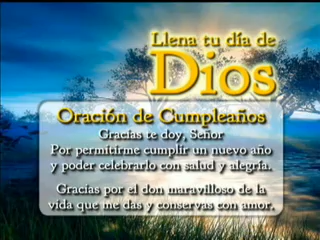 Llena tu día de
Dios
Oración de Cumpleaños
Gracias te doy, Señor
Por permitirme cumplir un nuevo año
y poder celebrarlo con salud y alegría.
Gracias por el don maravilloso de la
vida que me das y conservas con amor.